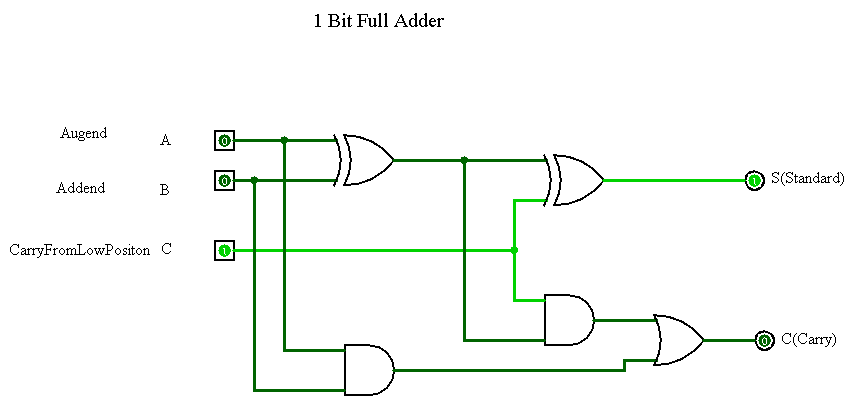 1 Bit Full Adder
Augend A 0
Addend B 0
S(Standard) 1
CarryFromLowPositon C 1
C(Carry) 0